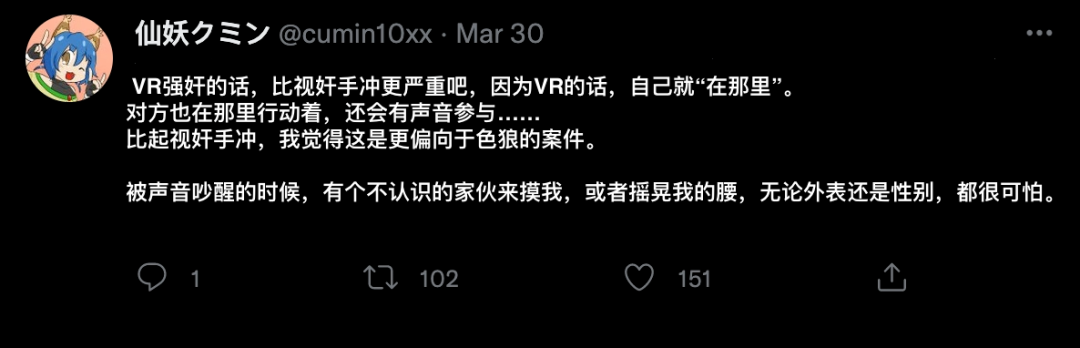 仙妖クミン @cumin10xx · Mar 30
VR强奸的话，比视奸手冲更严重吧，因为VR的话，自己就“在那里”。
对方也在那里行动着，还会有声音参与……
比起视奸手冲，我觉得这是更偏向于色狼的案件。
被声音吵醒的时候，有个不认识的家伙来摸我，或者摇晃我的腰，无论外表还是性别，都很可怕。
1 102 151